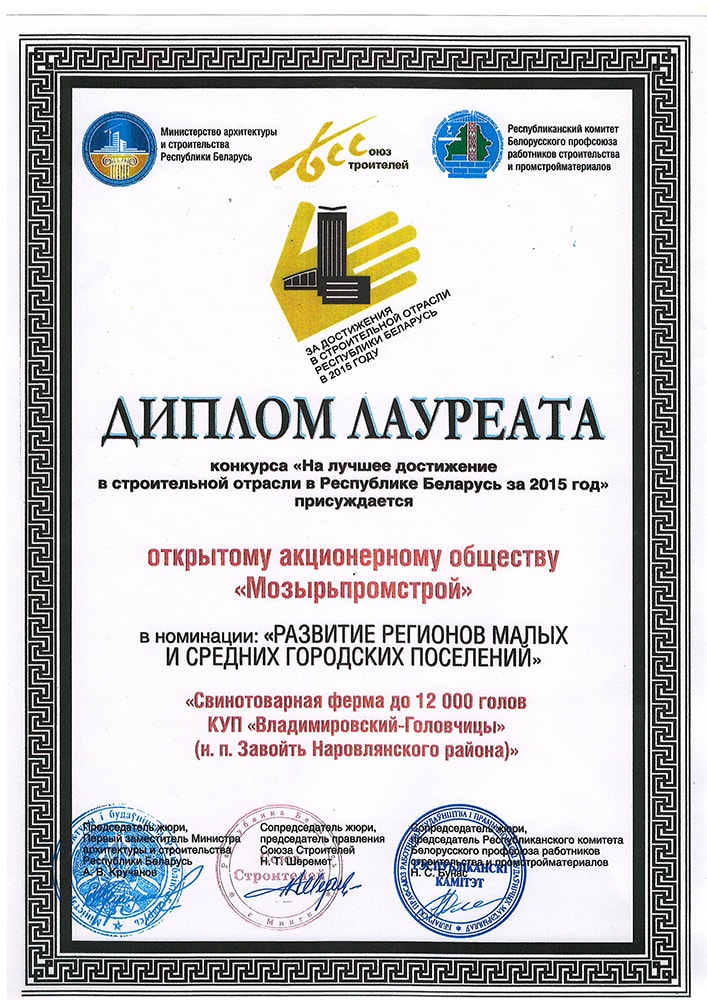 Министерство архитектуры
и строительства
Республики Беларусь
бсс
оюз
троителей
Республиканский комитет
Белорусского профсоюза
работников строительства
и промстройматериалов
ЗА ДОСТИЖЕНИЯ
В СТРОИТЕЛЬНОЙ ОТРАСЛИ
РЕСПУБЛИКИ БЕЛАРУСЬ
В 2015 ГОДУ
ДИПЛОМ ЛАУРЕАТА
конкурса «На лучшее достижение
в строительной отрасли в Республике Беларусь за 2015 год»
присуждается
открытому акционерному обществу
«Мозырьпромстрой»
в номинации: «РАЗВИТИЕ РЕГИОНОВ МАЛЫХ
И СРЕДНИХ ГОРОДСКИХ ПОСЕЛЕНИЙ»
«Свинотоварная ферма до 12 000 голов
КУП «Владимировский-Головчицы»
(н. п. Завойть Наровлянского района)»
Председатель жюри,
Первый заместитель Министра
архитектуры и строительства
Республики Беларусь
А. В. Кручанов
Сопредседатель жюри,
председатель правления
Союза Строителей
Н. Т. Шеремет
Строителей
г. Минск
Сопредседатель жюри,
председатель Республиканского комитета
Белорусского профсоюза работников
строительства и промстройматериалов
Н. С. Бунас
РЭСПУБЛІКАНСКІ
КАМІТЭТ